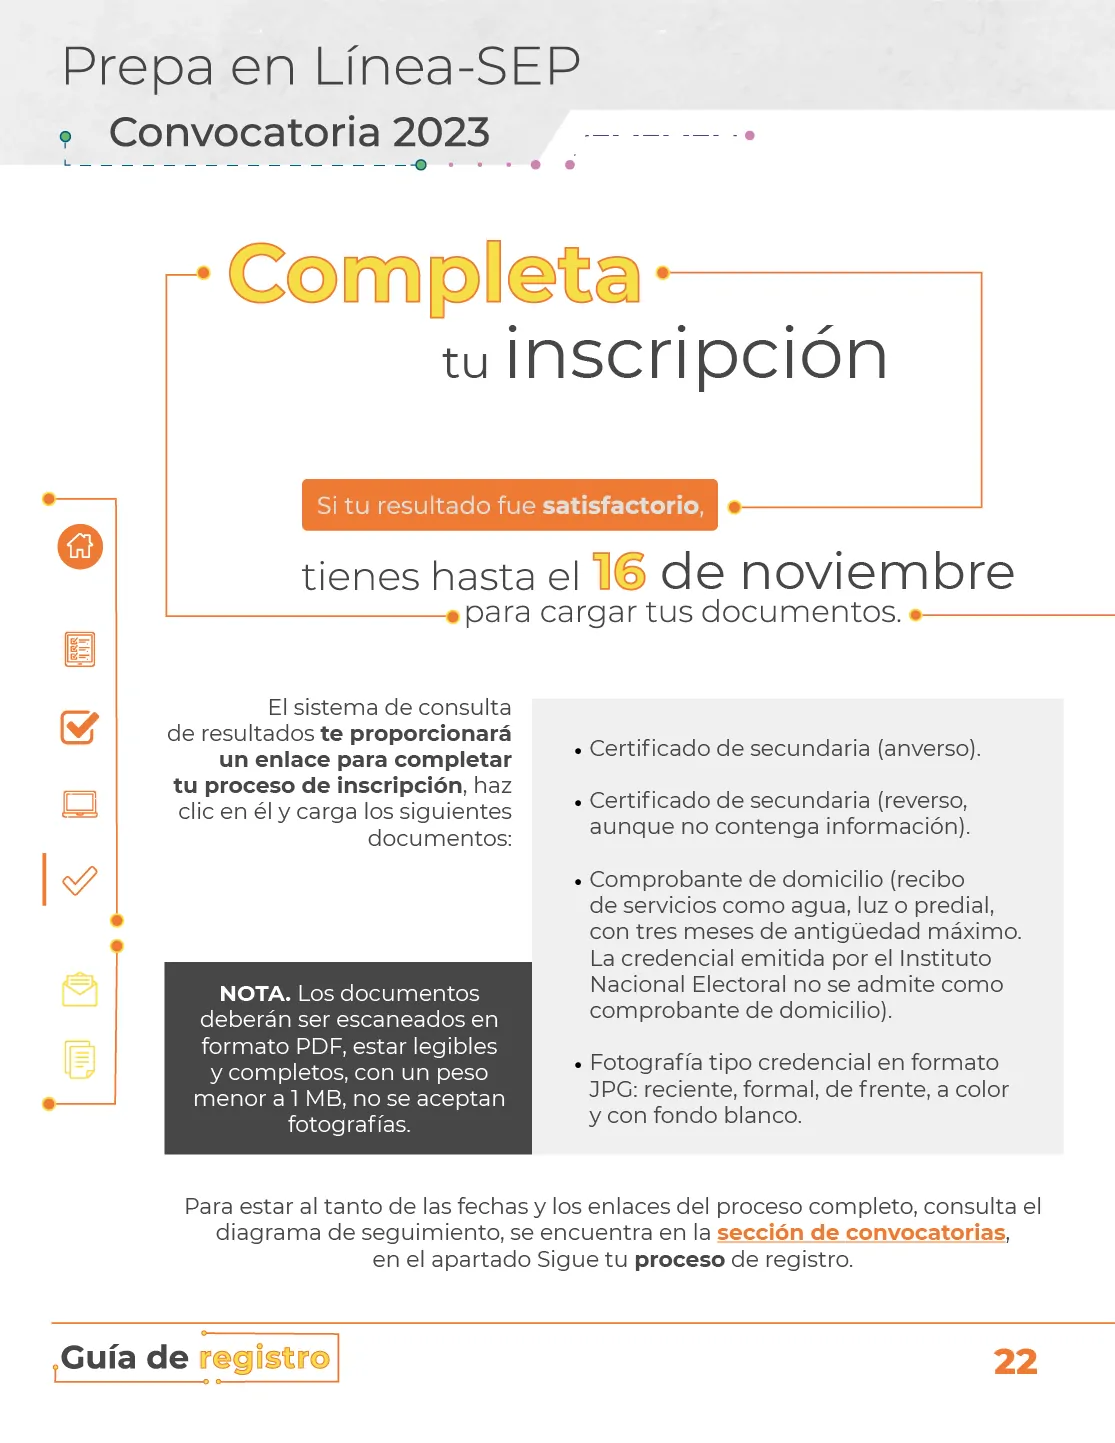 Prepa en Línea-SEP
Convocatoria 2023
Completa
tu inscripción
Si tu resultado fue satisfactorio,
tienes hasta el 16 de noviembre
para cargar tus documentos.
El sistema de consulta
de resultados te proporcionará
un enlace para completar
tu proceso de inscripción, haz
clic en él y carga los siguientes
documentos:
NOTA. Los documentos
deberán ser escaneados en
formato PDF, estar legibles
y completos, con un peso
menor a 1 MB, no se aceptan
fotografías.
• Certificado de secundaria (anverso).
• Certificado de secundaria (reverso,
aunque no contenga información).
• Comprobante de domicilio (recibo
de servicios como agua, luz o predial,
con tres meses de antigüedad máximo.
La credencial emitida por el Instituto
Nacional Electoral no se admite como
comprobante de domicilio).
• Fotografía tipo credencial en formato
JPG: reciente, formal, de frente, a color
y con fondo blanco.
Para estar al tanto de las fechas y los enlaces del proceso completo, consulta el
diagrama de seguimiento, se encuentra en la sección de convocatorias,
en el apartado Sigue tu proceso de registro.
Guía de registro
22